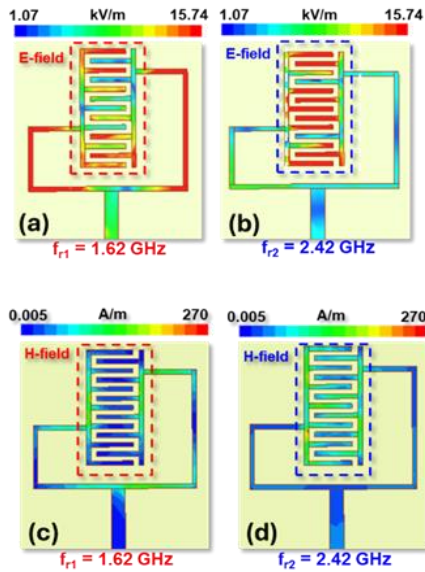 1.07 kV/m 15.74 1.07 kV/m 15.74
E-field E-field
(a) (b)
fr1 = 1.62 GHz fr2 = 2.42 GHz
0.005 A/m 270 0.005 A/m 270
H-field H-field
(c) (d)
fr1 = 1.62 GHz fr2 = 2.42 GHz